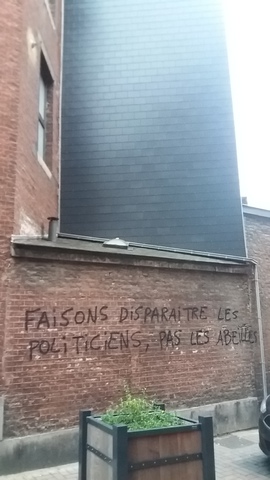 FAISONS DISPARAITRE LES
POLITICIENS, PAS LES ABEILLES